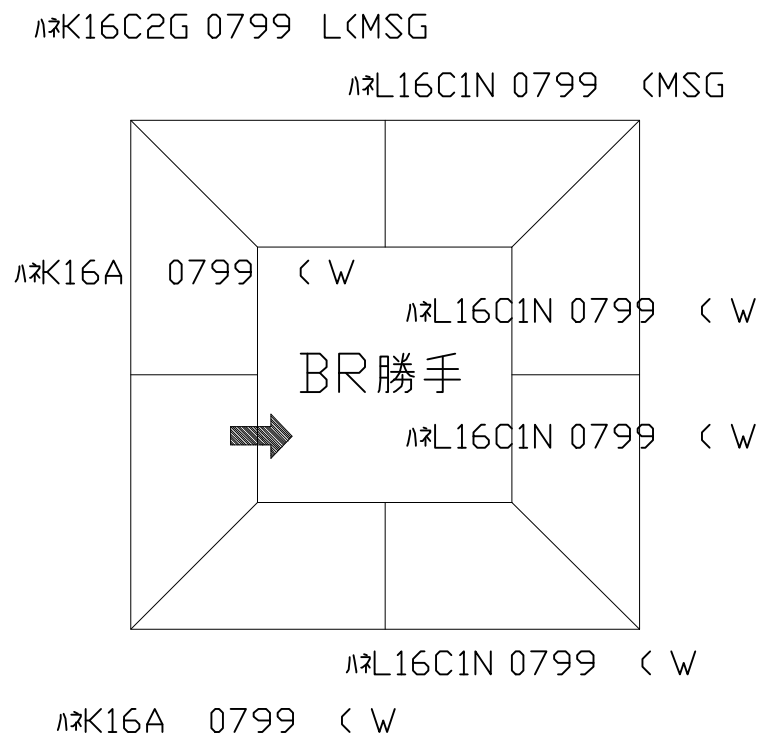 ﾊﾈK16C2G 0799 L(MSG
ﾊﾈL16C1N 0799 (MSG
ﾊﾈK16A 0799 ( W
ﾊﾈL16C1N 0799 ( W
BR勝手
ﾊﾈL16C1N 0799 ( W
ﾊﾈL16C1N 0799 ( W
ﾊﾈK16A 0799 ( W